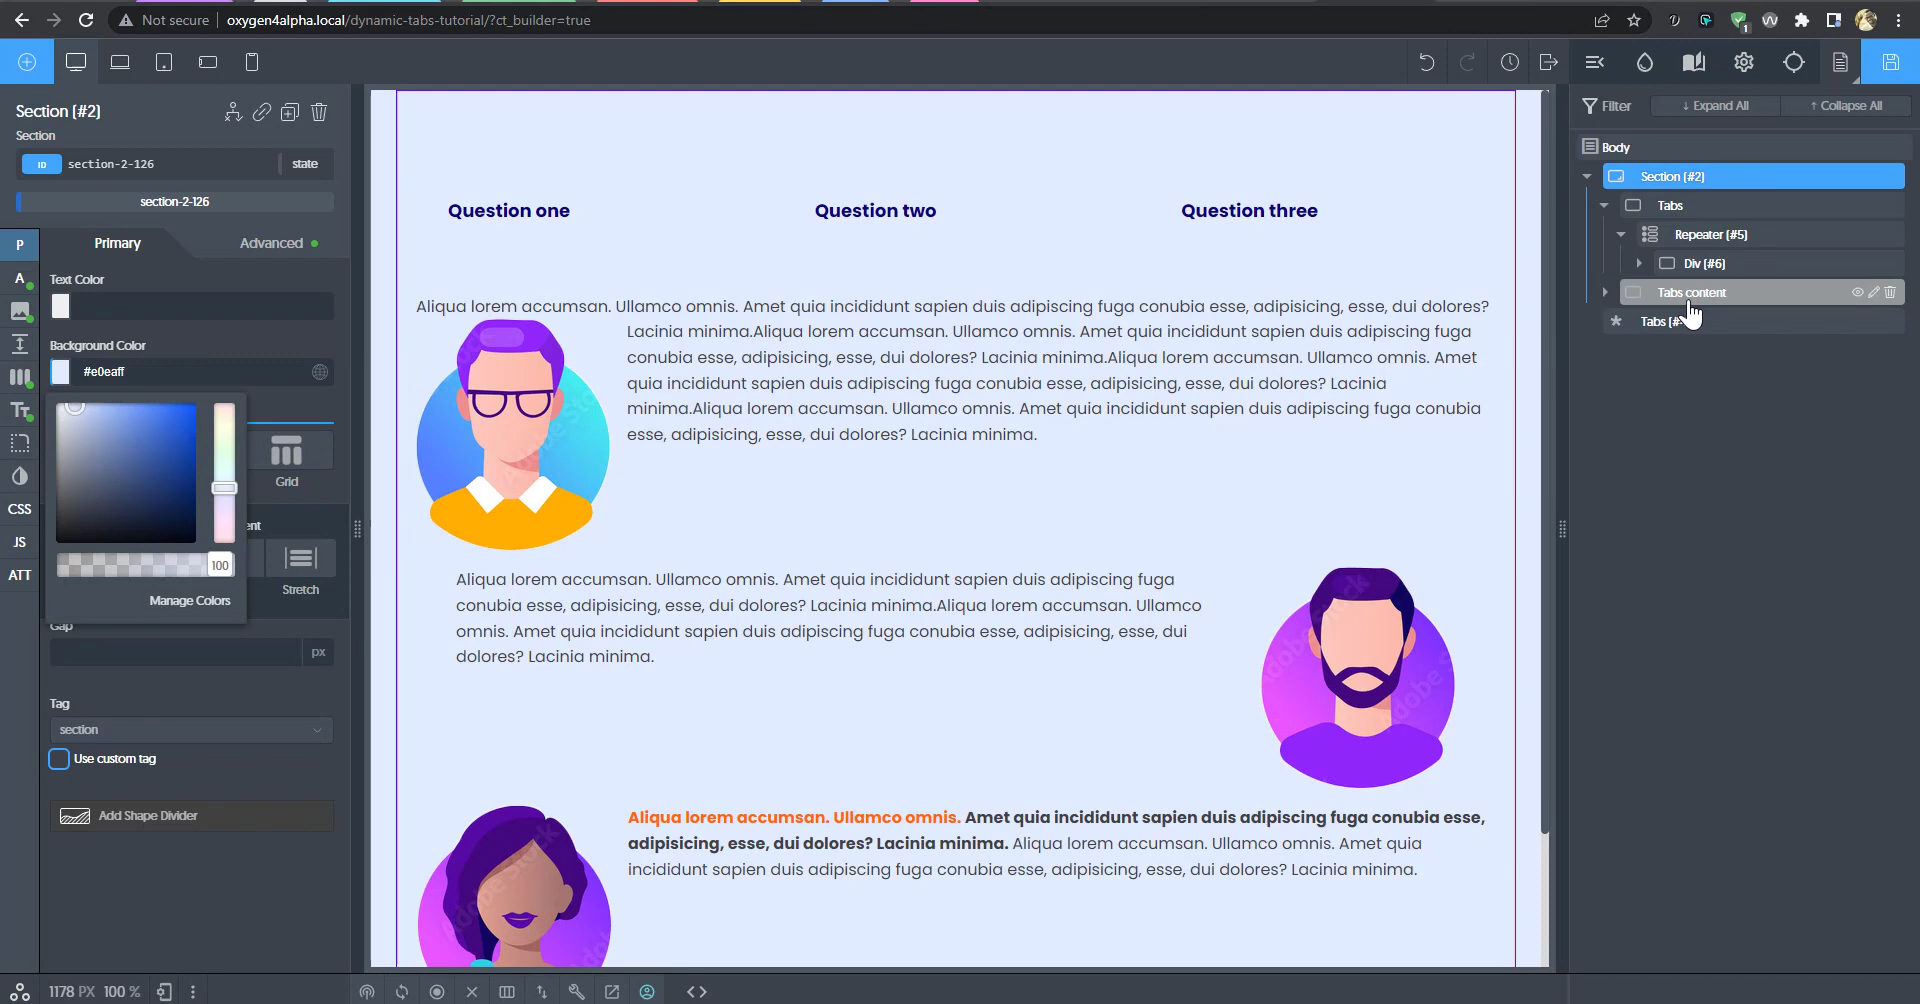 Not secure
oxygen4alpha.local/dynamic-tabs-tutorial/?ct_builder=true
1
Section (#2)
Section
ID
section-2-126
state
section-2-126
P
Primary
Advanced
A
Text Color
Background Color
#e0eaff
Grid
ent
CSS
JS
ATT
100
Stretch
Manage Colors
Gap
px
Tag
section
Use custom tag
Add Shape Divider
1178 PX 100 %
Question one
Question two
Question three
Aliqua lorem accumsan. Ullamco omnis. Amet quia incididunt sapien duis adipiscing fuga conubia esse, adipisicing, esse, dui dolores?
Lacinia minima.Aliqua lorem accumsan. Ullamco omnis. Amet quia incididunt sapien duis adipiscing fuga
conubia esse, adipisicing, esse, dui dolores? Lacinia minima.Aliqua lorem accumsan. Ullamco omnis. Amet
quia incididunt sapien duis adipiscing fuga conubia esse, adipisicing, esse, dui dolores? Lacinia
minima.Aliqua lorem accumsan. Ullamco omnis. Amet quia incididunt sapien duis adipiscing fuga conubia
esse, adipisicing, esse, dui dolores? Lacinia minima.
Aliqua lorem accumsan. Ullamco omnis. Amet quia incididunt sapien duis adipiscing fuga
conubia esse, adipisicing, esse, dui dolores? Lacinia minima.Aliqua lorem accumsan. Ullamco
omnis. Amet quia incididunt sapien duis adipiscing fuga conubia esse, adipisicing, esse, dui
dolores? Lacinia minima.
Aliqua lorem accumsan. Ullamco omnis. Amet quia incididunt sapien duis adipiscing fuga conubia esse,
adipisicing, esse, dui dolores? Lacinia minima. Aliqua lorem accumsan. Ullamco omnis. Amet quia
incididunt sapien duis adipiscing fuga conubia esse, adipisicing, esse, dui dolores? Lacinia minima.
Filter
Expand All
Collapse All
Body
Section (#2)
Tabs
Repeater (#5)
Div (#6)
Tabs content
Tabs (#